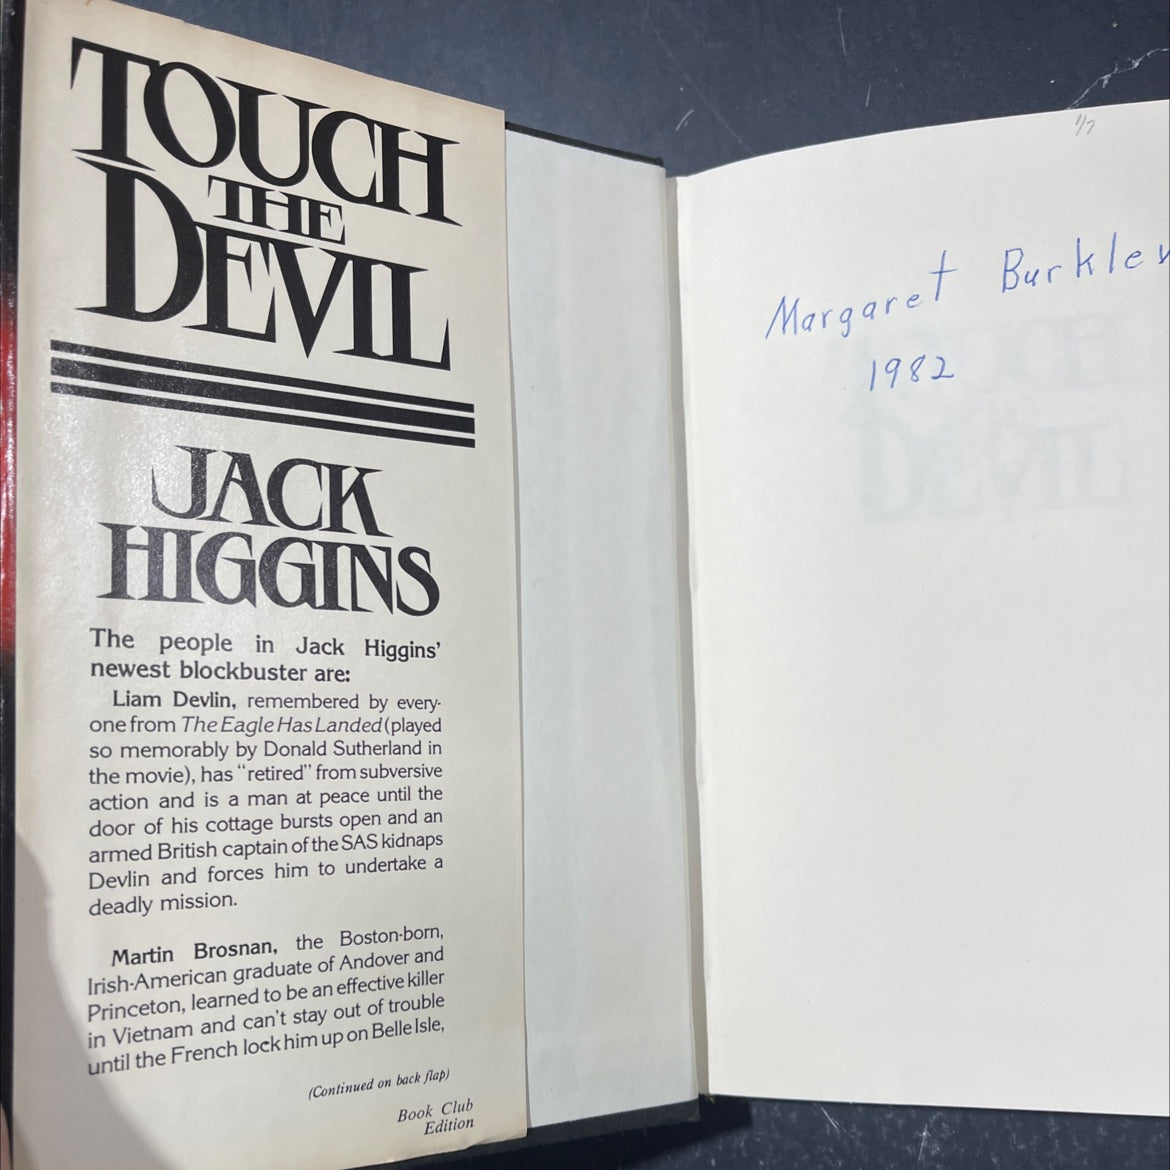 TOUCH
THE
DEVIL
JACK
HIGGINS
The people in Jack Higgins'
newest blockbuster are:
Liam Devlin, remembered by every-
one from The Eagle Has Landed (played
so memorably by Donald Sutherland in
the movie), has "retired" from subversive
action and is a man at peace until the
door of his cottage bursts open and an
armed British captain of the SAS kidnaps
Devlin and forces him to undertake a
deadly mission.
Martin Brosnan, the Boston-born,
Irish-American graduate of Andover and
Princeton, learned to be an effective killer
in Vietnam and can't stay out of trouble
until the French lock him up on Belle Isle,
(Continued on back flap)
Book Club
Edition
Margaret
1982